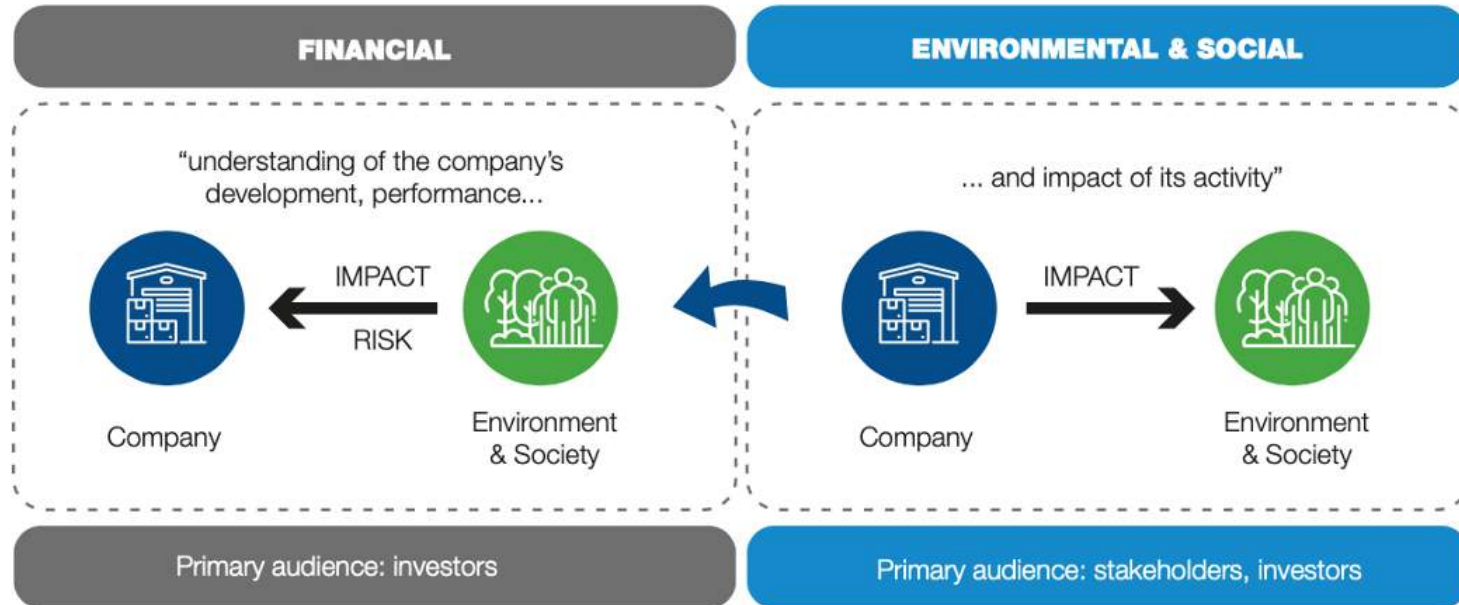 FINANCIAL
“understanding of the company’s
development, performance...
IMPACT
RISK
Company
Environment
& Society
Primary audience: investors
ENVIRONMENTAL & SOCIAL
... and impact of its activity”
IMPACT
Company
Environment
& Society
Primary audience: stakeholders, investors